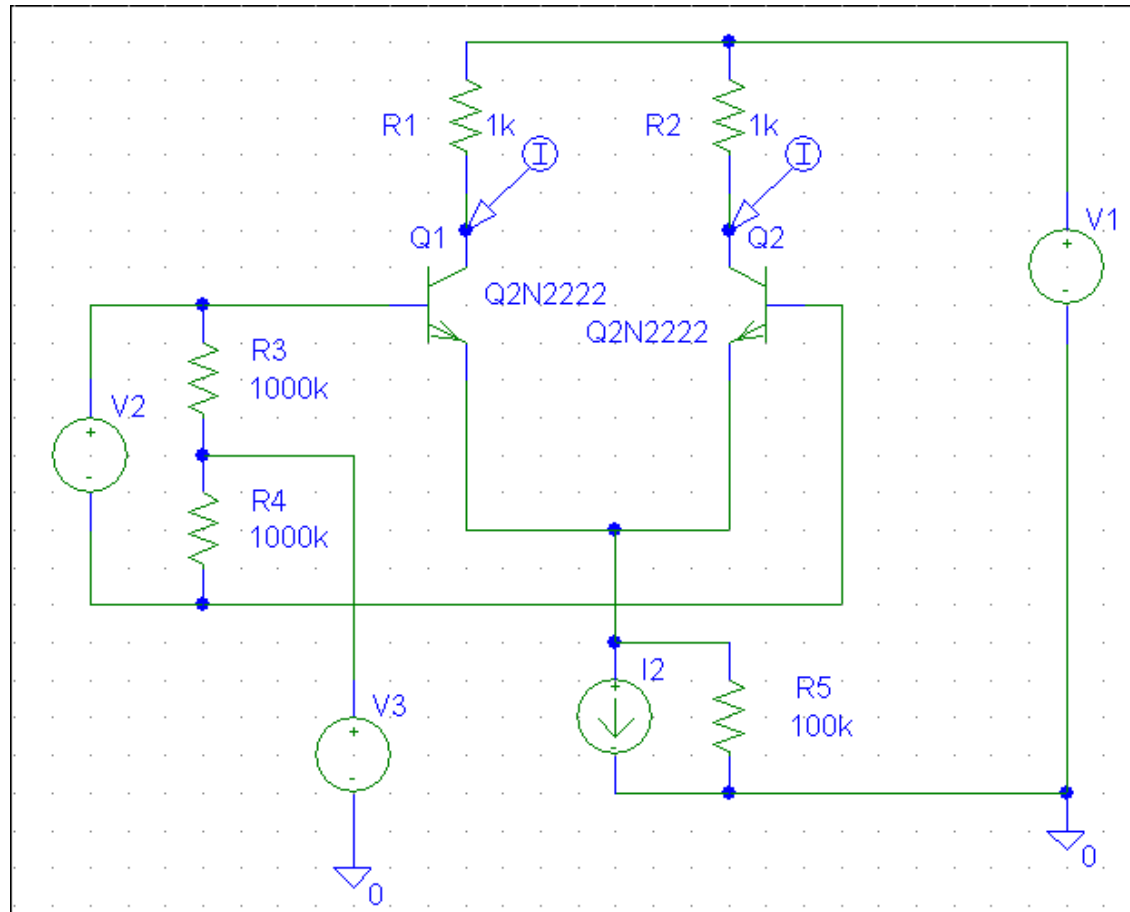 R1 1k
I
R2 1k
I
V1
+
-
Q1
Q2
Q2N2222
Q2N2222
R3
1000k
V2
+
-
R4
1000k
I2
+
-
R5
100k
V3
+
-
0
0